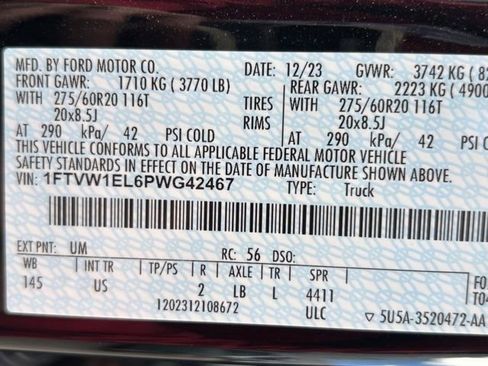 MFD. BY FORD MOTOR CO. DATE: 12/23 GVWR: 3742 KG ( 82
FRONT GAWR: 1710 KG ( 3770 LB) REAR GAWR: 2223 KG ( 4900
WITH 275/60R20 116T TIRES WITH 275/60R20 116T
20x8.5J RIMS 20x8.5J
AT 290 kPa/ 42 PSI COLD AT 290 kPa/ 42 PSI CO
THIS VEHICLE CONFORMS TO ALL APPLICABLE FEDERAL MOTOR VEHICLE
SAFETY STANDARDS IN EFFECT ON THE DATE OF MANUFACTURE SHOWN ABOVE.
VIN: 1FTVW1EL6PWG42467 TYPE: Truck
EXT PNT: UM RC: 56 DSO:
WB INT TR TP/PS R AXLE TR SPR FO
145 US 2 LB L 4411 T04
1202312108672 ULC 5U5A-3520472-AA